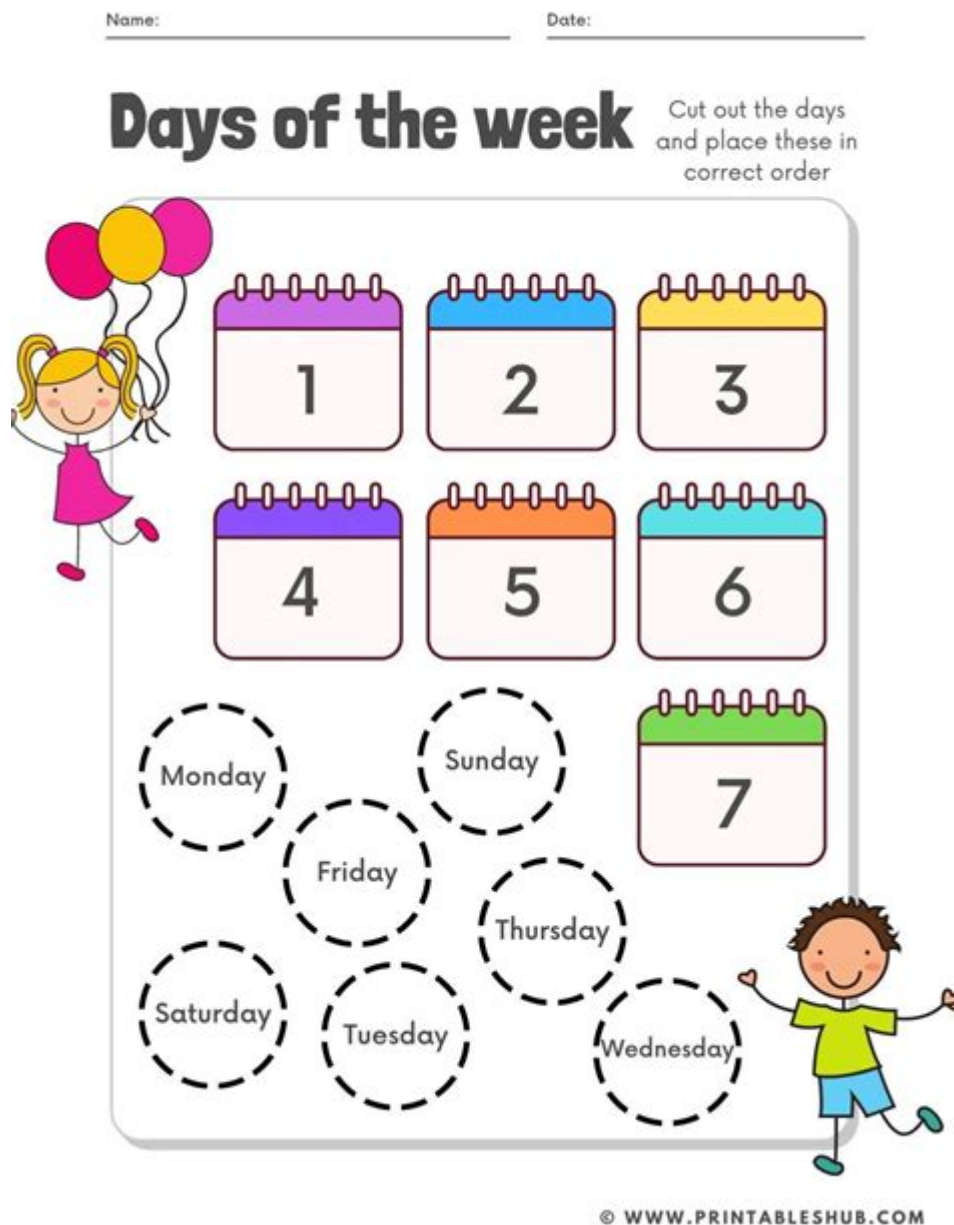 Name: Date:
Days of the week
Cut out the days
and place these in
correct order
1 2 3
4 5 6
7
Monday
Sunday
Friday
Thursday
Saturday
Tuesday
Wednesday
© WWW.PRINTABLESHUB.COM